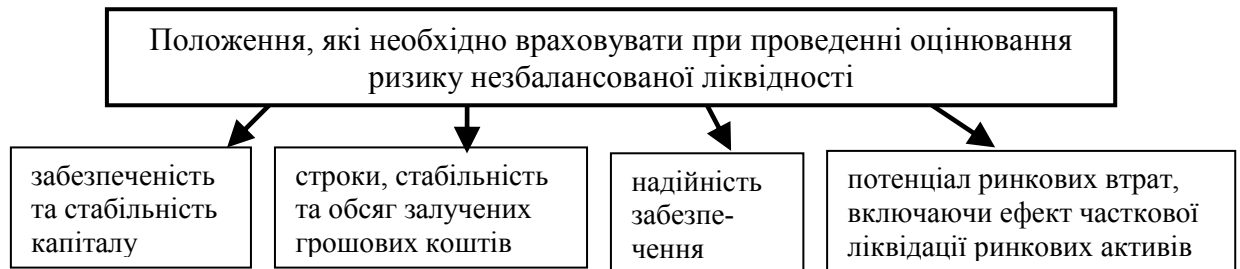 Положення, які необхідно враховувати при проведенні оцінювання
ризику незбалансованої ліквідності
забезпеченість
та стабільність
капіталу
строки, стабільність
та обсяг залучених
грошових коштів
надійність
забезпе-
чення
потенціал ринкових втрат,
включаючи ефект часткової
ліквідації ринкових активів